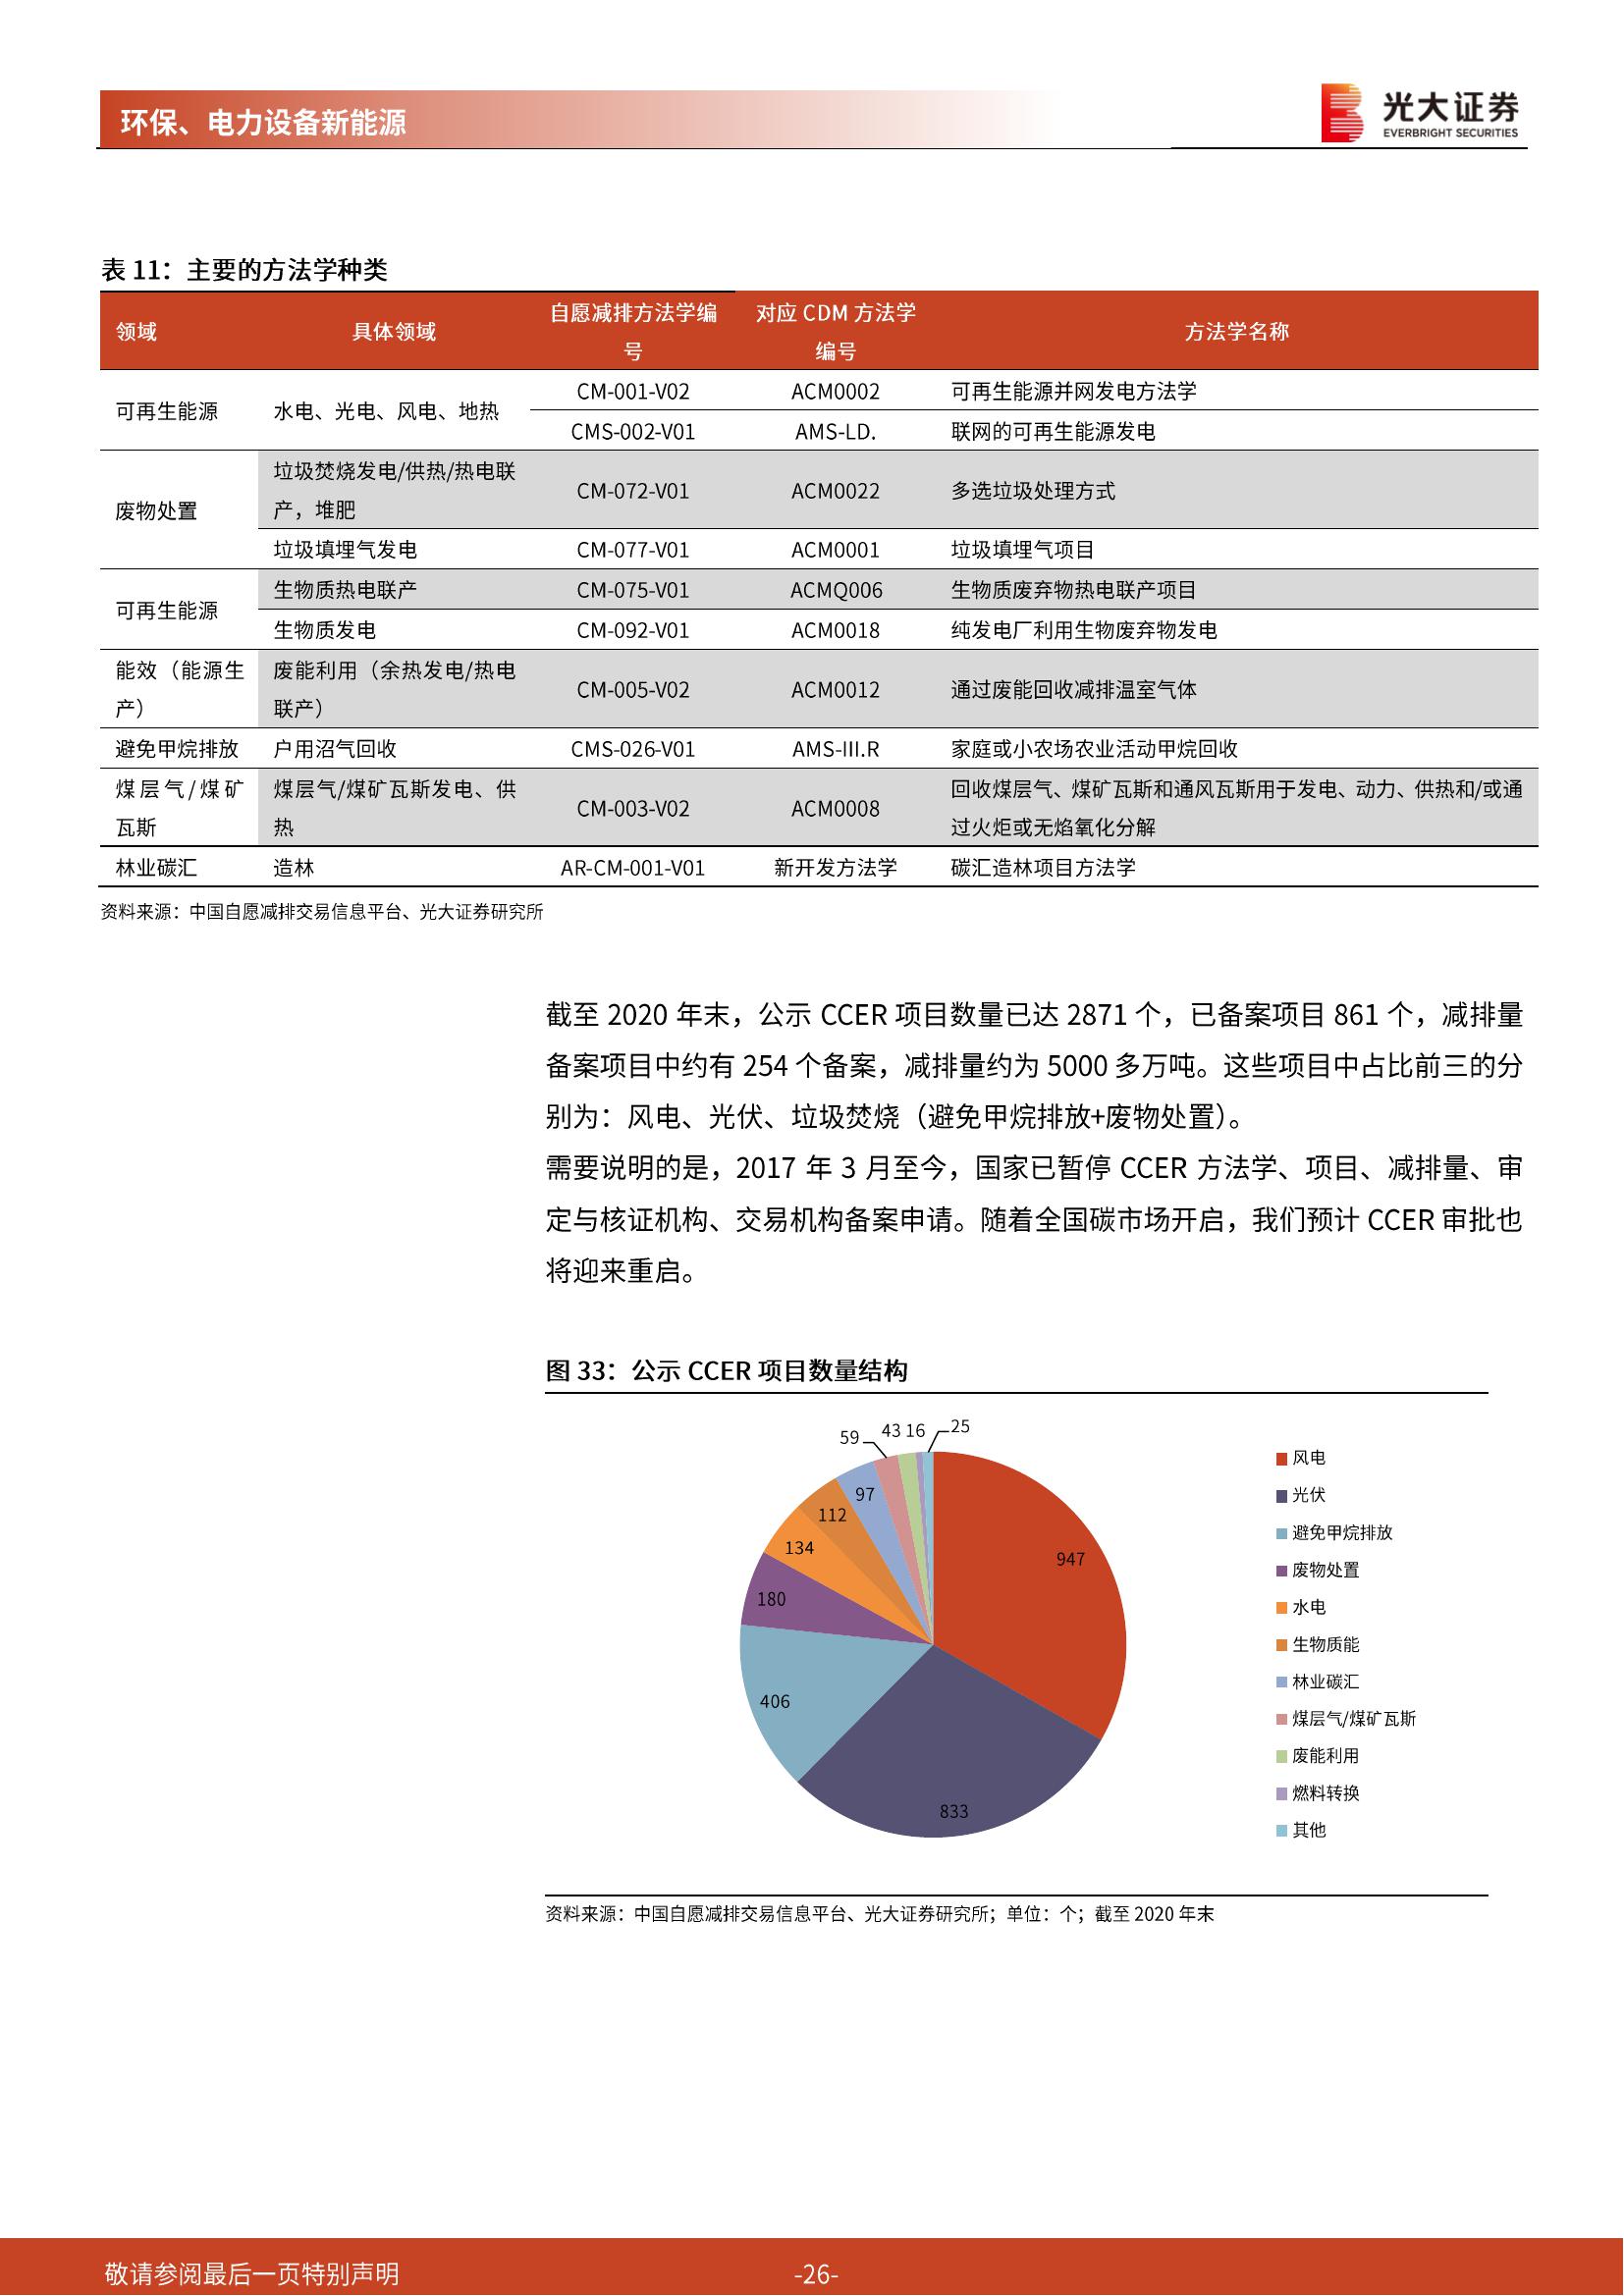 环保、电力设备新能源
光大证券
EVERBRIGHT SECURITIES
表 11：主要的方法学种类
领域 具体领域 自愿减排方法学编号 对应 CDM 方法学编号 方法学名称
可再生能源 水电、光电、风电、地热 CM-001-V02 ACM0002 可再生能源并网发电方法学
CMS-002-V01 AMS-LD. 联网的可再生能源发电
废物处置 垃圾焚烧发电/供热/热电联产，堆肥 CM-072-V01 ACM0022 多选垃圾处理方式
垃圾填埋气发电 CM-077-V01 ACM0001 垃圾填埋气项目
可再生能源 生物质热电联产 CM-075-V01 ACMQ006 生物质废弃物热电联产项目
生物质发电 CM-092-V01 ACM0018 纯发电厂利用生物废弃物发电
能效（能源生产） 废能利用（余热发电/热电联产） CM-005-V02 ACM0012 通过废能回收减排温室气体
避免甲烷排放 户用沼气回收 CMS-026-V01 AMS-III.R 家庭或小农场农业活动甲烷回收
煤层气/煤矿瓦斯 煤层气/煤矿瓦斯发电、供热 CM-003-V02 ACM0008 回收煤层气、煤矿瓦斯和通风瓦斯用于发电、动力、供热和/或通过火炬或无焰氧化分解
林业碳汇 造林 AR-CM-001-V01 新开发方法学 碳汇造林项目方法学
资料来源：中国自愿减排交易信息平台、光大证券研究所
截至 2020 年末，公示 CCER 项目数量已达 2871 个，已备案项目 861 个，减排量
备案项目中约有 254 个备案，减排量约为 5000 多万吨。这些项目中占比前三的分
别为：风电、光伏、垃圾焚烧（避免甲烷排放+废物处置）。
需要说明的是，2017 年 3 月至今，国家已暂停 CCER 方法学、项目、减排量、审
定与核证机构、交易机构备案申请。随着全国碳市场开启，我们预计 CCER 审批也
将迎来重启。
图 33：公示 CCER 项目数量结构
59 43 16 25
97
112
134
180
406
833
947
风电
光伏
避免甲烷排放
废物处置
水电
生物质能
林业碳汇
煤层气/煤矿瓦斯
废能利用
燃料转换
其他
资料来源：中国自愿减排交易信息平台、光大证券研究所；单位：个；截至 2020 年末
敬请参阅最后一页特别声明 -26-